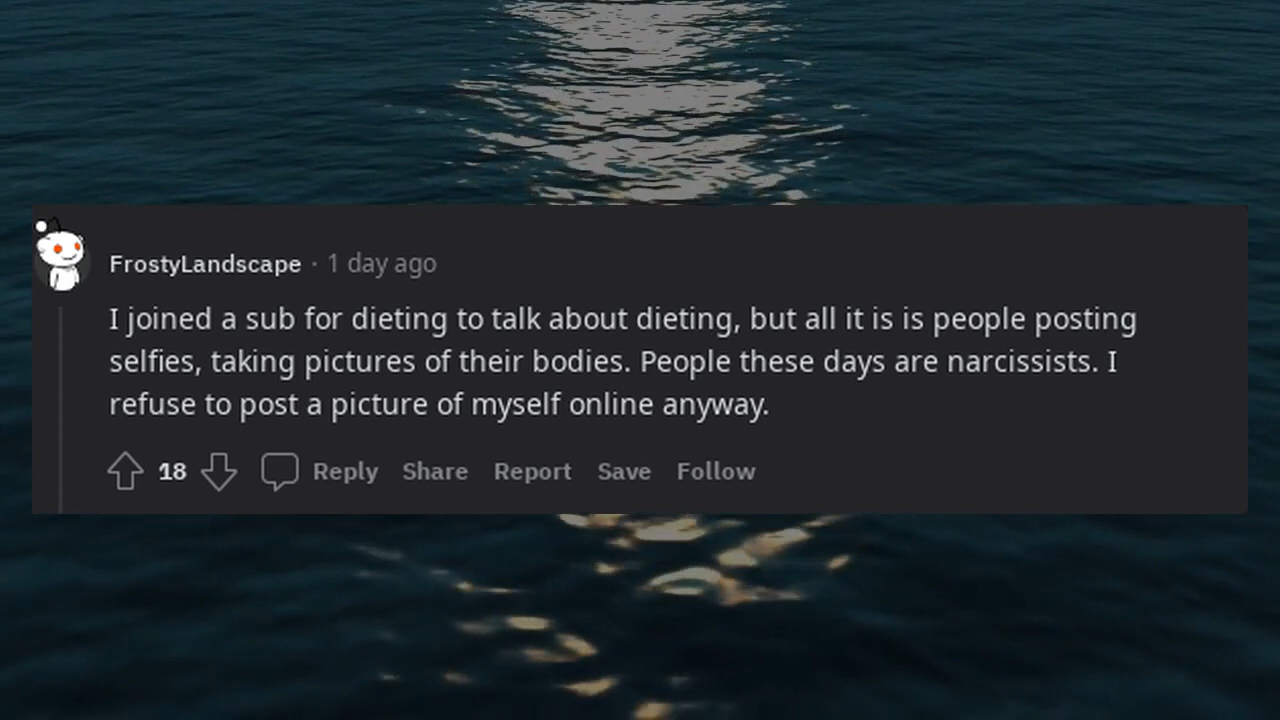 FrostyLandscape · 1 day ago
I joined a sub for dieting to talk about dieting, but all it is is people posting
selfies, taking pictures of their bodies. People these days are narcissists. I
refuse to post a picture of myself online anyway.
18 Reply Share Report Save Follow